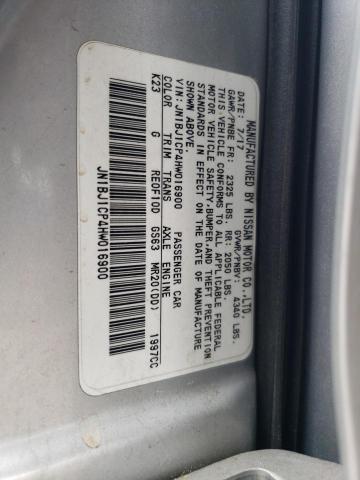 MANUFACTURED BY NISSAN MOTOR CO.,LTD.
DATE: 7/17 GVWR/PNBV: 4340 LBS.
GAWR/PNBE FR: 2325 LBS. RR: 2050 LBS.
THIS VEHICLE CONFORMS TO ALL APPLICABLE FEDERAL
MOTOR VEHICLE SAFETY,BUMPER,AND THEFT PREVENTION
STANDARDS IN EFFECT ON THE DATE OF MANUFACTURE
SHOWN ABOVE.
VIN: JN1BJ1CP4HW016900 PASSENGER CAR
COLOR TRIM TRANS AXLE ENGINE
K23 G RE0F10D GS63 MR20(DD) 1997CC
JN1BJ1CP4HW016900